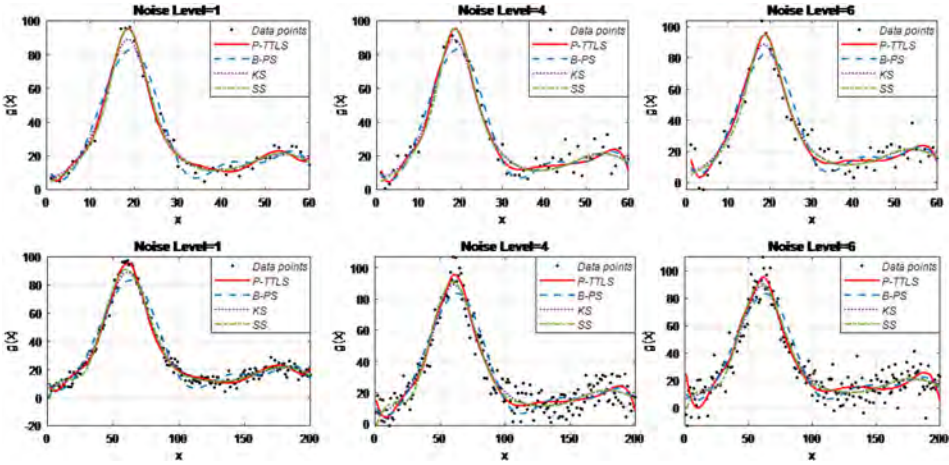 Noise Level=1
g(x)
100
80
60
40
20
0
Data points
P-TTLS
B-PS
KS
SS
0 10 20 30 40 50 60
x
Noise Level=4
100
80
60
40
20
0
Data points
P-TTLS
B-PS
KS
SS
0 10 20 30 40 50 60
x
Noise Level=6
g(x)
100
80
60
40
20
0
Data points
P-TTLS
B-PS
KS
SS
0 10 20 30 40 50 60
x
Noise Level=1
g(x)
100
80
60
40
20
0
-20
Data points
P-TTLS
B-PS
KS
SS
0 50 100 150 200
x
Noise Level=4
g(x)
100
80
60
40
20
0
Data points
P-TTLS
B-PS
KS
SS
0 50 100 150 200
x
Noise Level=6
g(x)
100
80
60
40
20
0
Data points
P-TTLS
B-PS
KS
SS
0 50 100 150 200
x